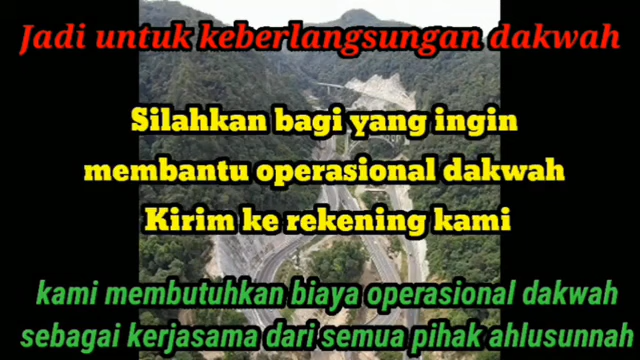 Jadi untuk keberlangsungan dakwah
Silahkan bagi yang ingin
membantu operasional dakwah
Kirim ke rekening kami
kami membutuhkan biaya operasional dakwah
sebagai kerjasama dari semua pihak ahlusunnah